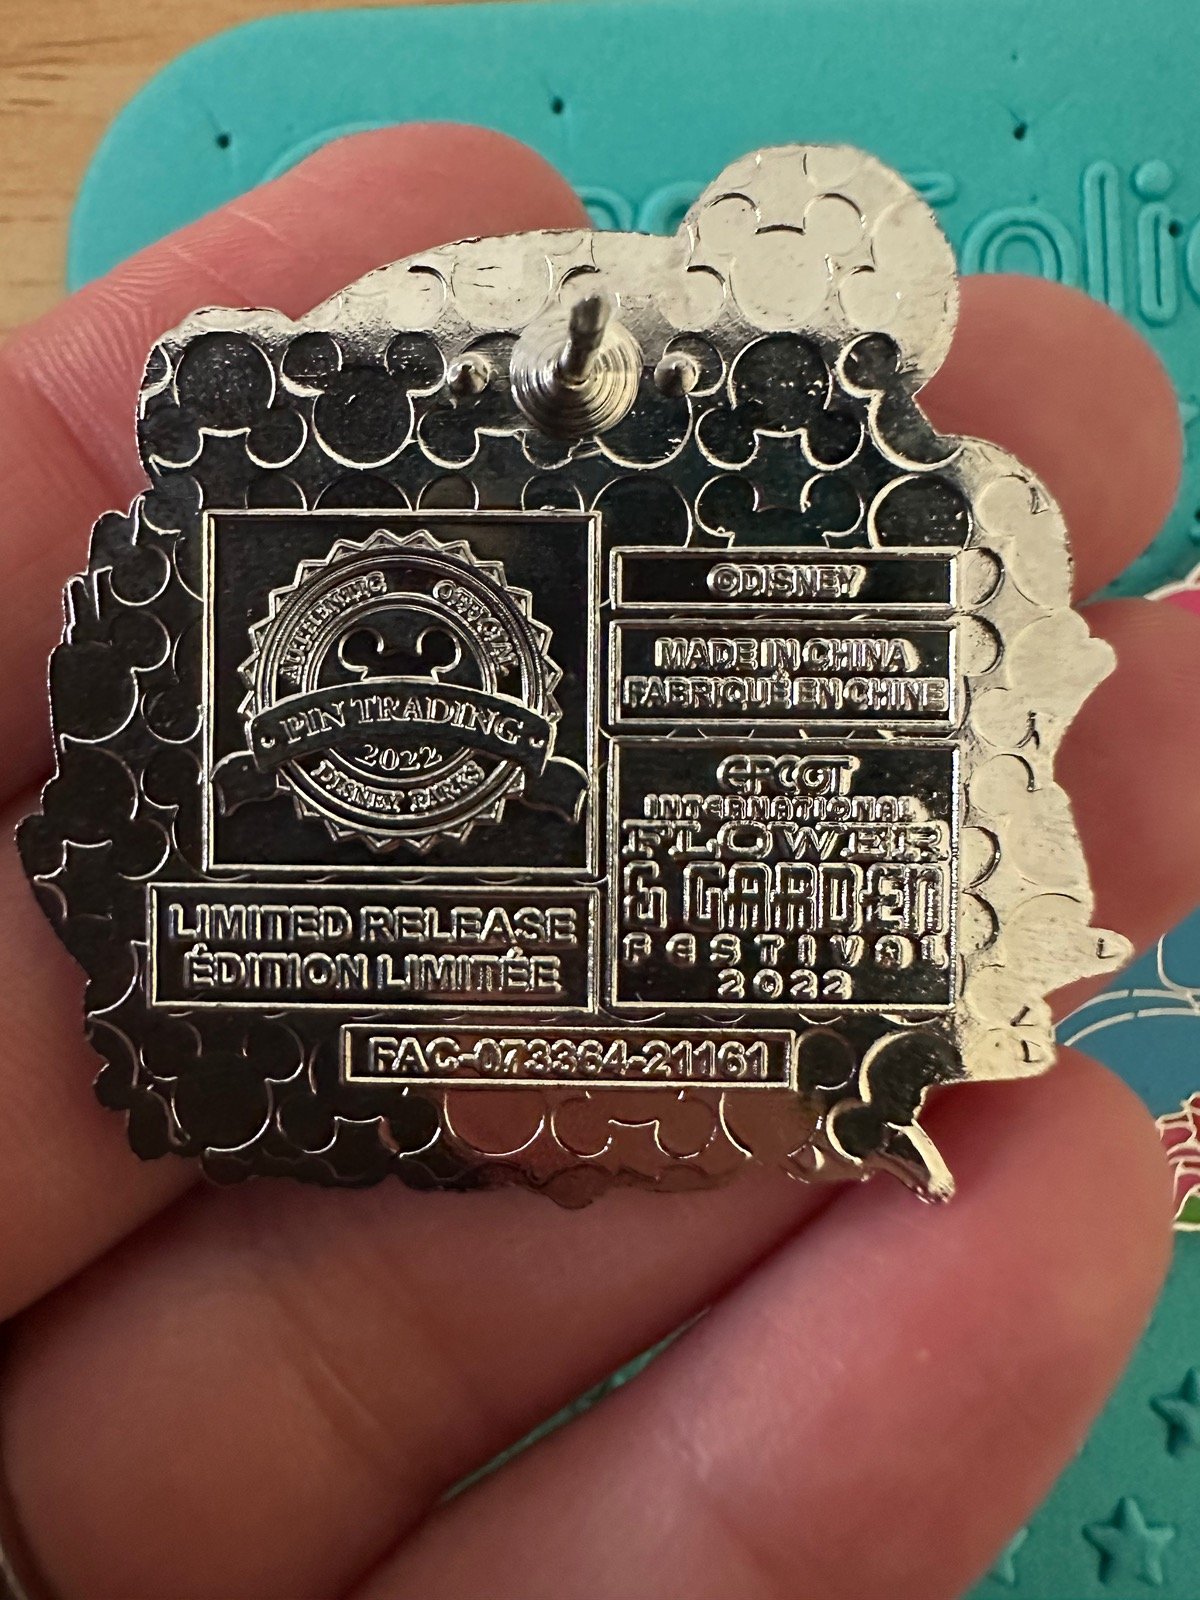 AUTHENTIC OFFICIAL
PIN TRADING
2022
DISNEY PARKS
©DISNEY
MADE IN CHINA
FABRIQUÉ EN CHINE
EPCOT
INTERNATIONAL
FLOWER
& GARDEN
FESTIVAL
2022
LIMITED RELEASE
ÉDITION LIMITÉE
FAC-073364-21161